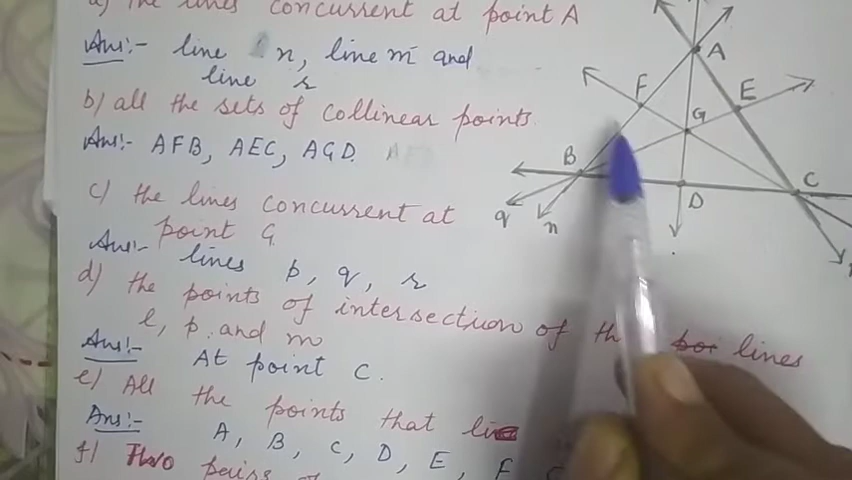 a) the lines concurrent at point A
Ans:- line n, line m and
line r
b) all the sets of collinear points.
Ans:- AFB, AEC, AGD.
c) the lines concurrent at
point G
Ans:- lines p, q, r
d) the points of intersection of the lines
l, p. and m
Ans:- At point C.
e) All the points that lie
Ans:- A, B, C, D, E, F
f) Two pairs of
A
F
E
G
B
C
D
q
n